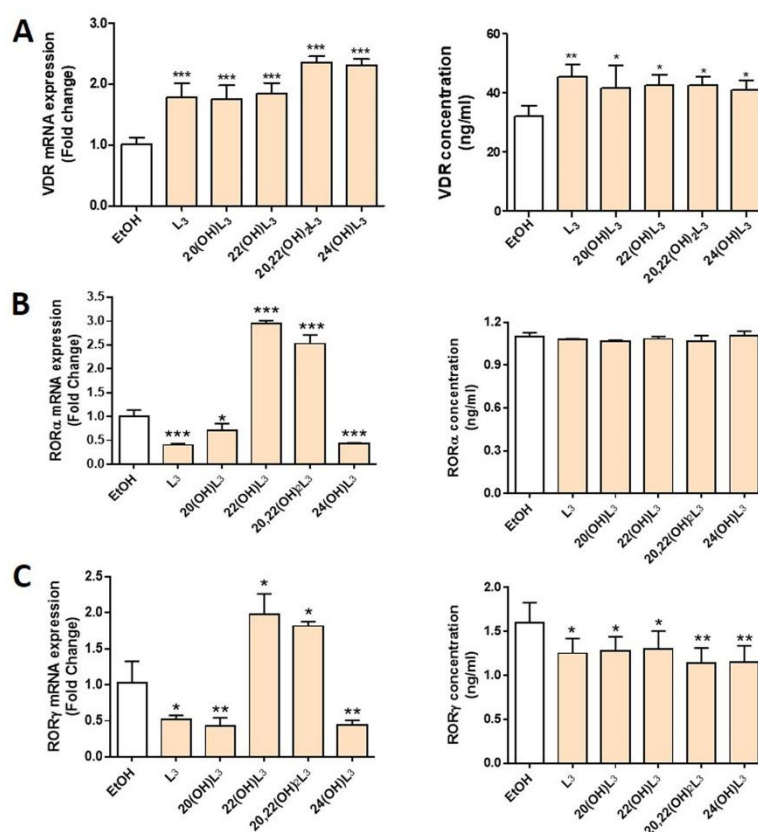 A
VDR mRNA expression
(Fold change)
3.0
2.0
1.0
0.0
*** *** *** *** ***
EtOH L3 20(OH)L3 22(OH)L3 20,22(OH)2L3 24(OH)L3
VDR concentration
(ng/ml)
60
40
20
0
** * * * *
EtOH L3 20(OH)L3 22(OH)L3 20,22(OH)2L3 24(OH)L3
B
RORα mRNA expression
(Fold Change)
3.5
3.0
2.5
2.0
1.5
1.0
0.5
0.0
*** * *** *** ***
EtOH L3 20(OH)L3 22(OH)L3 20,22(OH)2L3 24(OH)L3
RORα concentration
(ng/ml)
1.2
0.9
0.6
0.3
0.0
EtOH L3 20(OH)L3 22(OH)L3 20,22(OH)2L3 24(OH)L3
C
RORγ mRNA expression
(Fold Change)
2.5
2.0
1.5
1.0
0.5
0.0
* ** * * **
EtOH L3 20(OH)L3 22(OH)L3 20,22(OH)2L3 24(OH)L3
RORγ concentration
(ng/ml)
2.0
1.5
1.0
0.5
0.0
* * * ** **
EtOH L3 20(OH)L3 22(OH)L3 20,22(OH)2L3 24(OH)L3